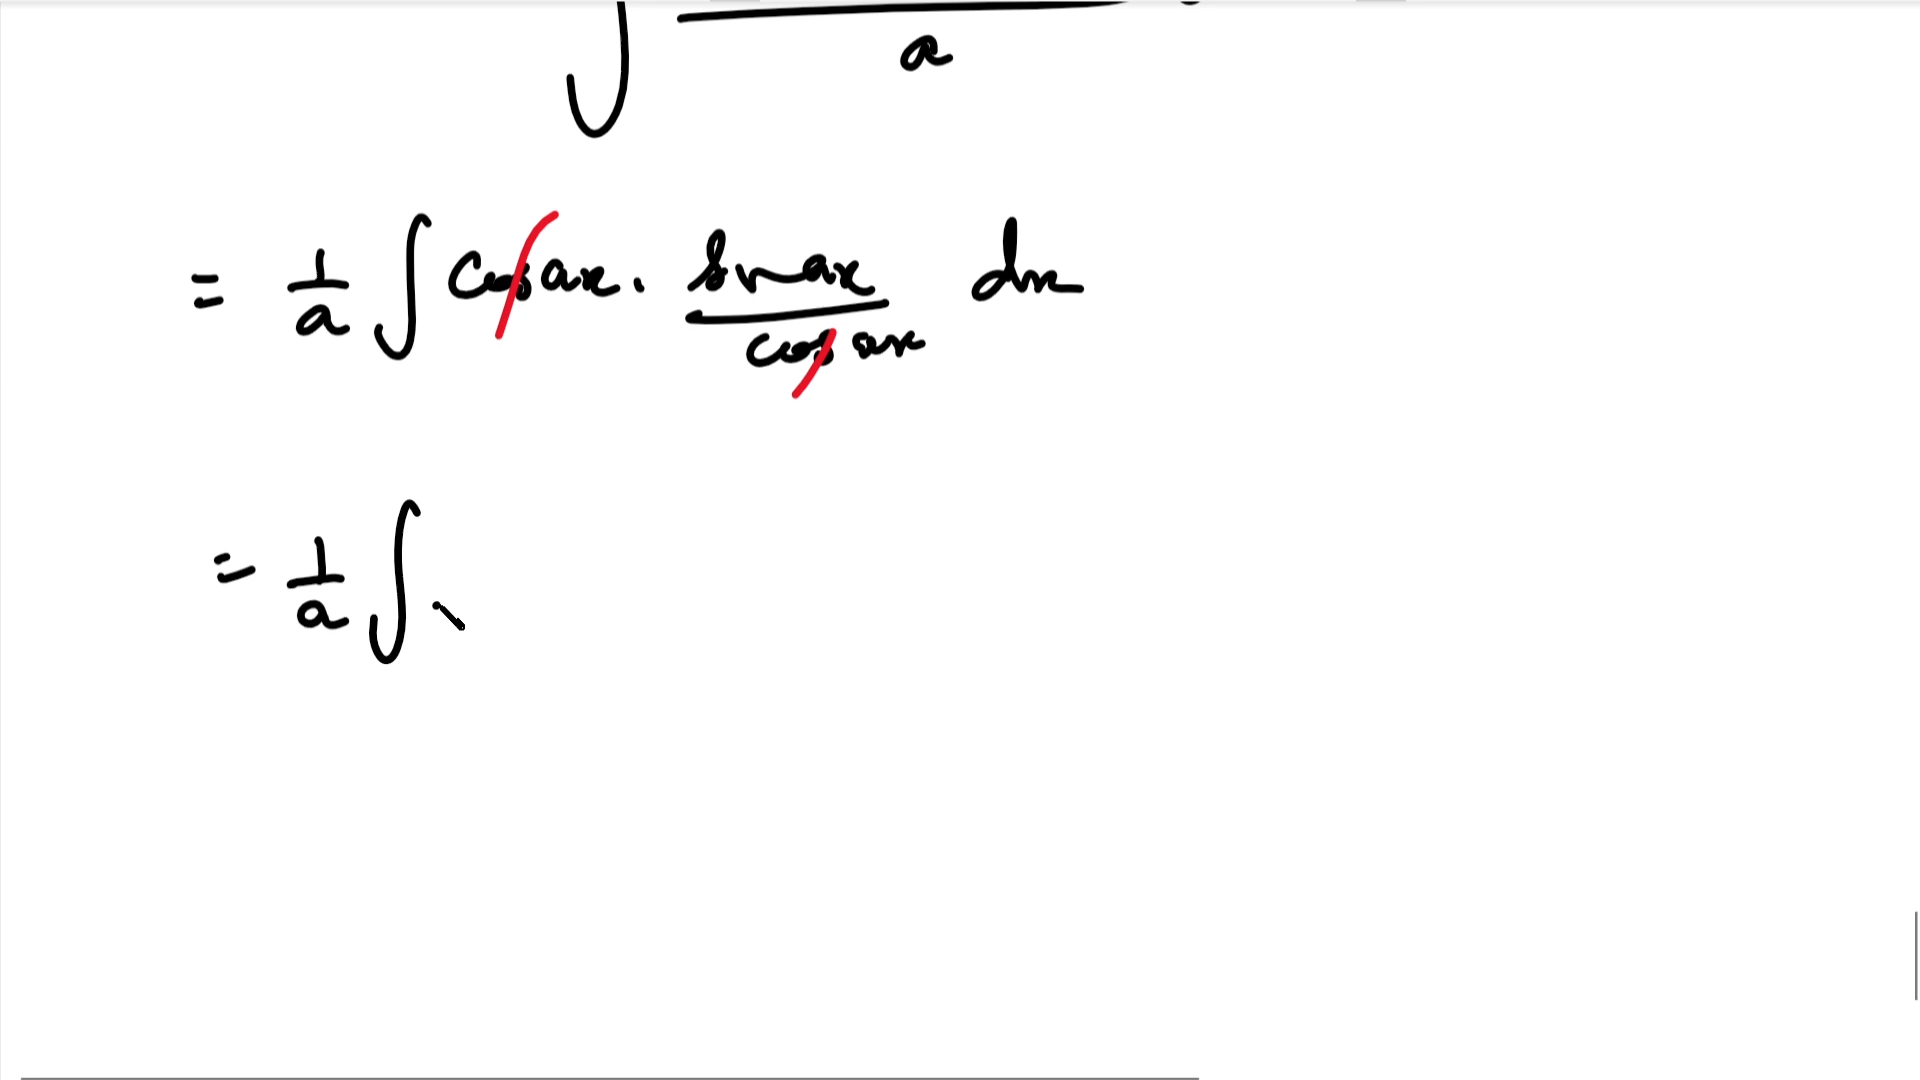 ∫ ‾‾‾ / a
= 1/a ∫ cos ax · sin ax / cos ax dx
= 1/a ∫